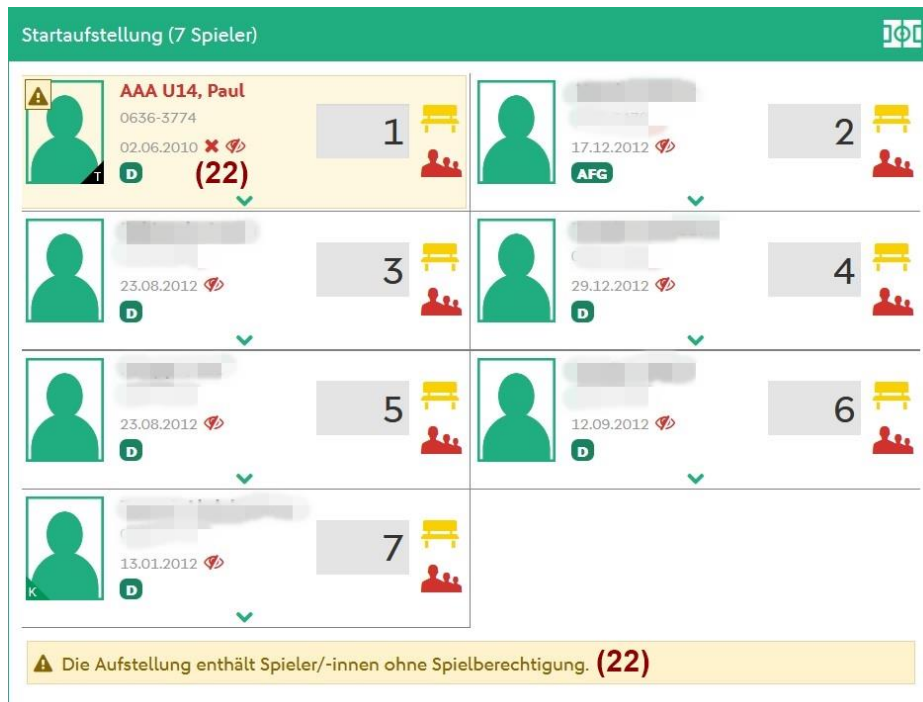 Startaufstellung (7 Spieler)
AAA U14, Paul
0636-3774
02.06.2010
T
D
(22)
1
17.12.2012
AFG
2
23.08.2012
D
3
29.12.2012
D
4
23.08.2012
D
5
12.09.2012
D
6
13.01.2012
K
D
7
Die Aufstellung enthält Spieler/-innen ohne Spielberechtigung. (22)